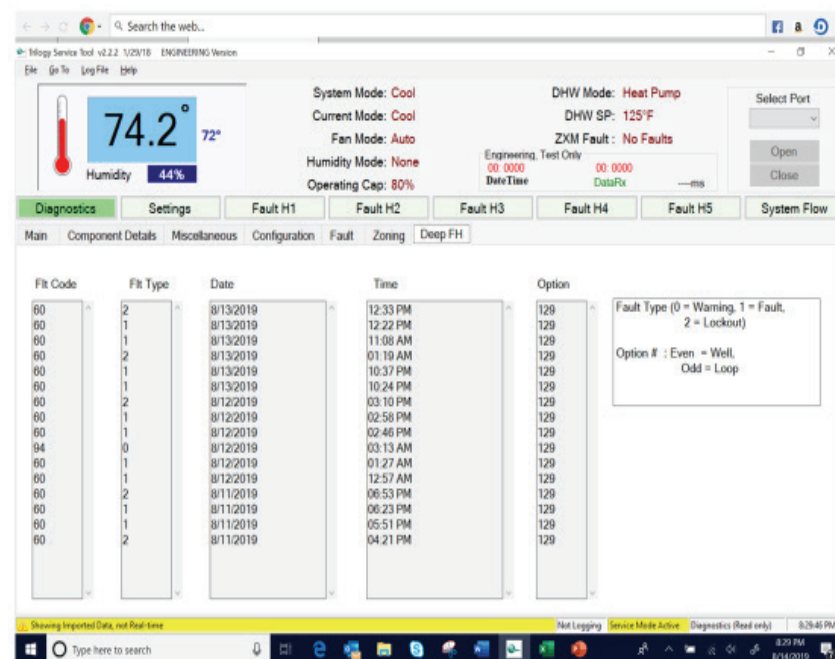 Search the web..
Trilogy Service Tool v2.2.2 1/29/18 ENGINEERING Version
File Go To Log File Help
74.2° 72°
Humidity 44%
System Mode: Cool
Current Mode: Cool
Fan Mode: Auto
Humidity Mode: None
Operating Cap: 80%
DHW Mode: Heat Pump
DHW SP: 125°F
ZXM Fault : No Faults
Engineering, Test Only
00: 0000 00: 0000
DateTime DataRx ----ms
Select Port
Open
Close
Diagnostics Settings Fault H1 Fault H2 Fault H3 Fault H4 Fault H5 System Flow
Main Component Details Miscellaneous Configuration Fault Zoning Deep FH
Flt Code Flt Type Date Time Option
60 2 8/13/2019 12:33 PM 129
60 1 8/13/2019 12:22 PM 129
60 1 8/13/2019 11:08 AM 129
60 2 8/13/2019 01:19 AM 129
60 1 8/13/2019 10:37 PM 129
60 1 8/13/2019 10:24 PM 129
60 2 8/12/2019 03:10 PM 129
60 1 8/12/2019 02:58 PM 129
60 1 8/12/2019 02:46 PM 129
94 0 8/12/2019 03:13 AM 129
60 1 8/12/2019 01:27 AM 129
60 1 8/12/2019 12:57 AM 129
60 2 8/11/2019 06:53 PM 129
60 1 8/11/2019 06:23 PM 129
60 1 8/11/2019 05:51 PM 129
60 2 8/11/2019 04:21 PM 129
Fault Type (0 = Warning, 1 = Fault,
2 = Lockout)
Option # : Even = Well,
Odd = Loop
Showing Imported Data, not Real-time
Not Logging Service Mode Active Diagnostics (Read only) 8:29:46 PM
Type here to search
8:29 PM
8/14/2019